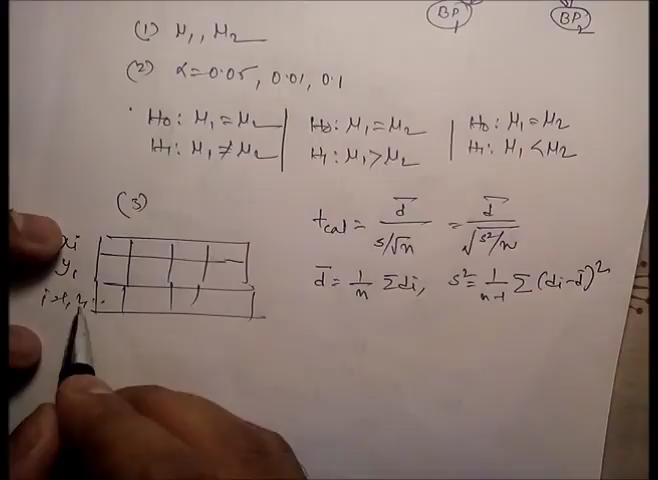 BP1 BP2
(1) μ1, μ2
(2) α=0.05, 0.01, 0.1
H0: μ1=μ2 | H0: μ1=μ2 | H0: μ1=μ2
H1: μ1≠μ2 | H1: μ1>μ2 | H1: μ1<μ2
(3)
tcal = d̄ / (s/√n) = d̄ / √(s²/n)
xi
yi
d̄ = 1/n Σdi, s² = 1/(n-1) Σ(di-d̄)²
i=1,2,..